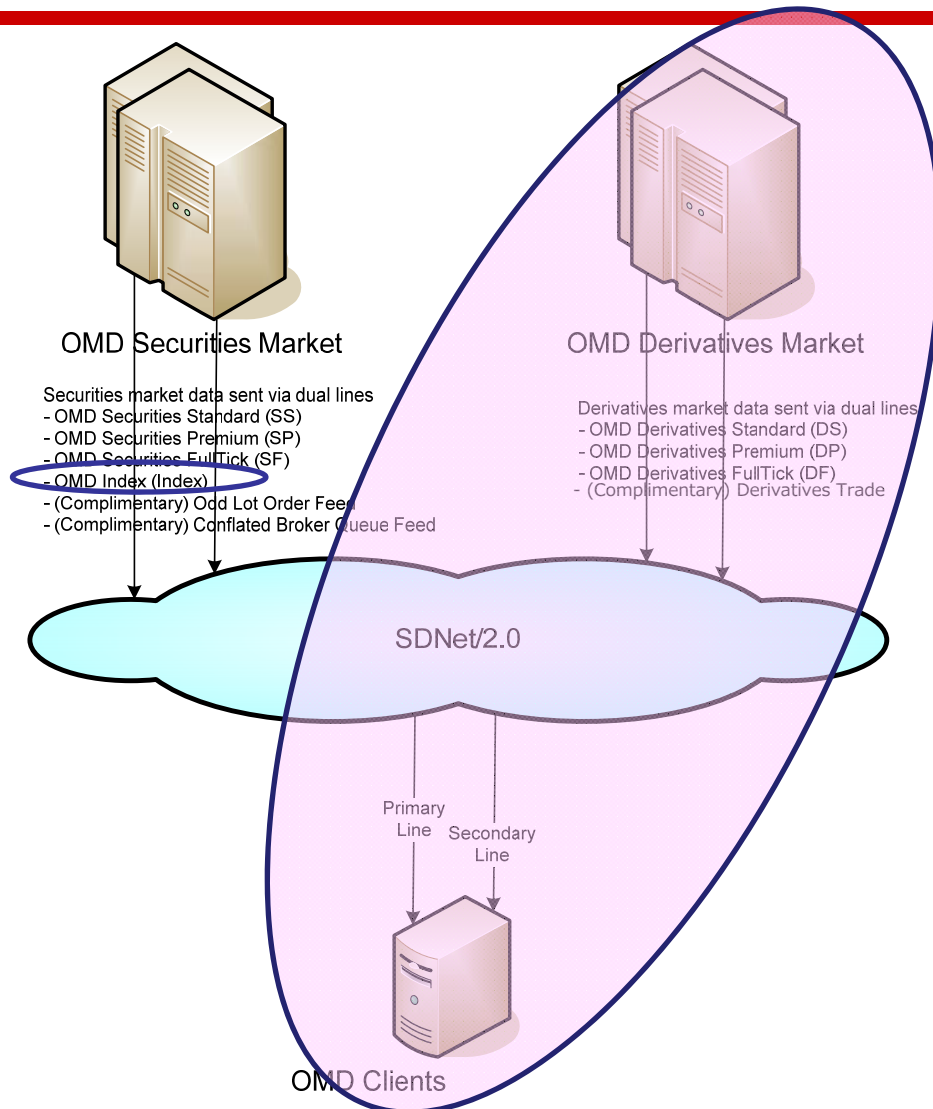 OMD Securities Market
Securities market data sent via dual lines
- OMD Securities Standard (SS)
- OMD Securities Premium (SP)
- OMD Securities FullTick (SF)
- OMD Index (Index)
- (Complimentary) Odd Lot Order Feed
- (Complimentary) Conflated Broker Queue Feed
OMD Derivatives Market
Derivatives market data sent via dual lines
- OMD Derivatives Standard (DS)
- OMD Derivatives Premium (DP)
- OMD Derivatives FullTick (DF)
- (Complimentary) Derivatives Trade
SDNet/2.0
Primary
Line
Secondary
Line
OMD Clients